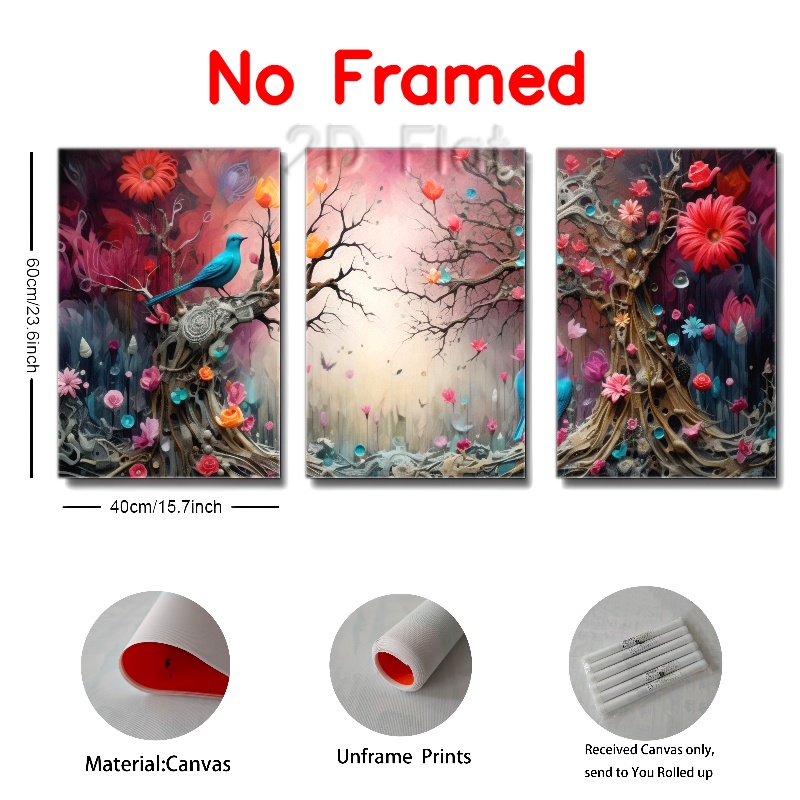 No Framed
2D Flat
60cm/23.6inch
40cm/15.7inch
Material:Canvas
Unframe Prints
Received Canvas only,
send to You Rolled up